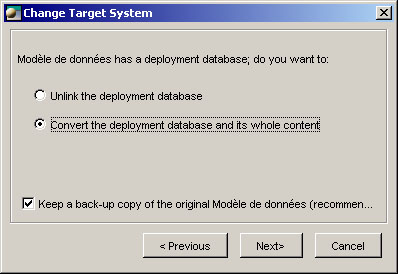 Change Target System
Modèle de données has a deployment database; do you want to:
Unlink the deployment database
Convert the deployment database and its whole content
Keep a back-up copy of the original Modèle de données (recommen...
< Previous
Next>
Cancel